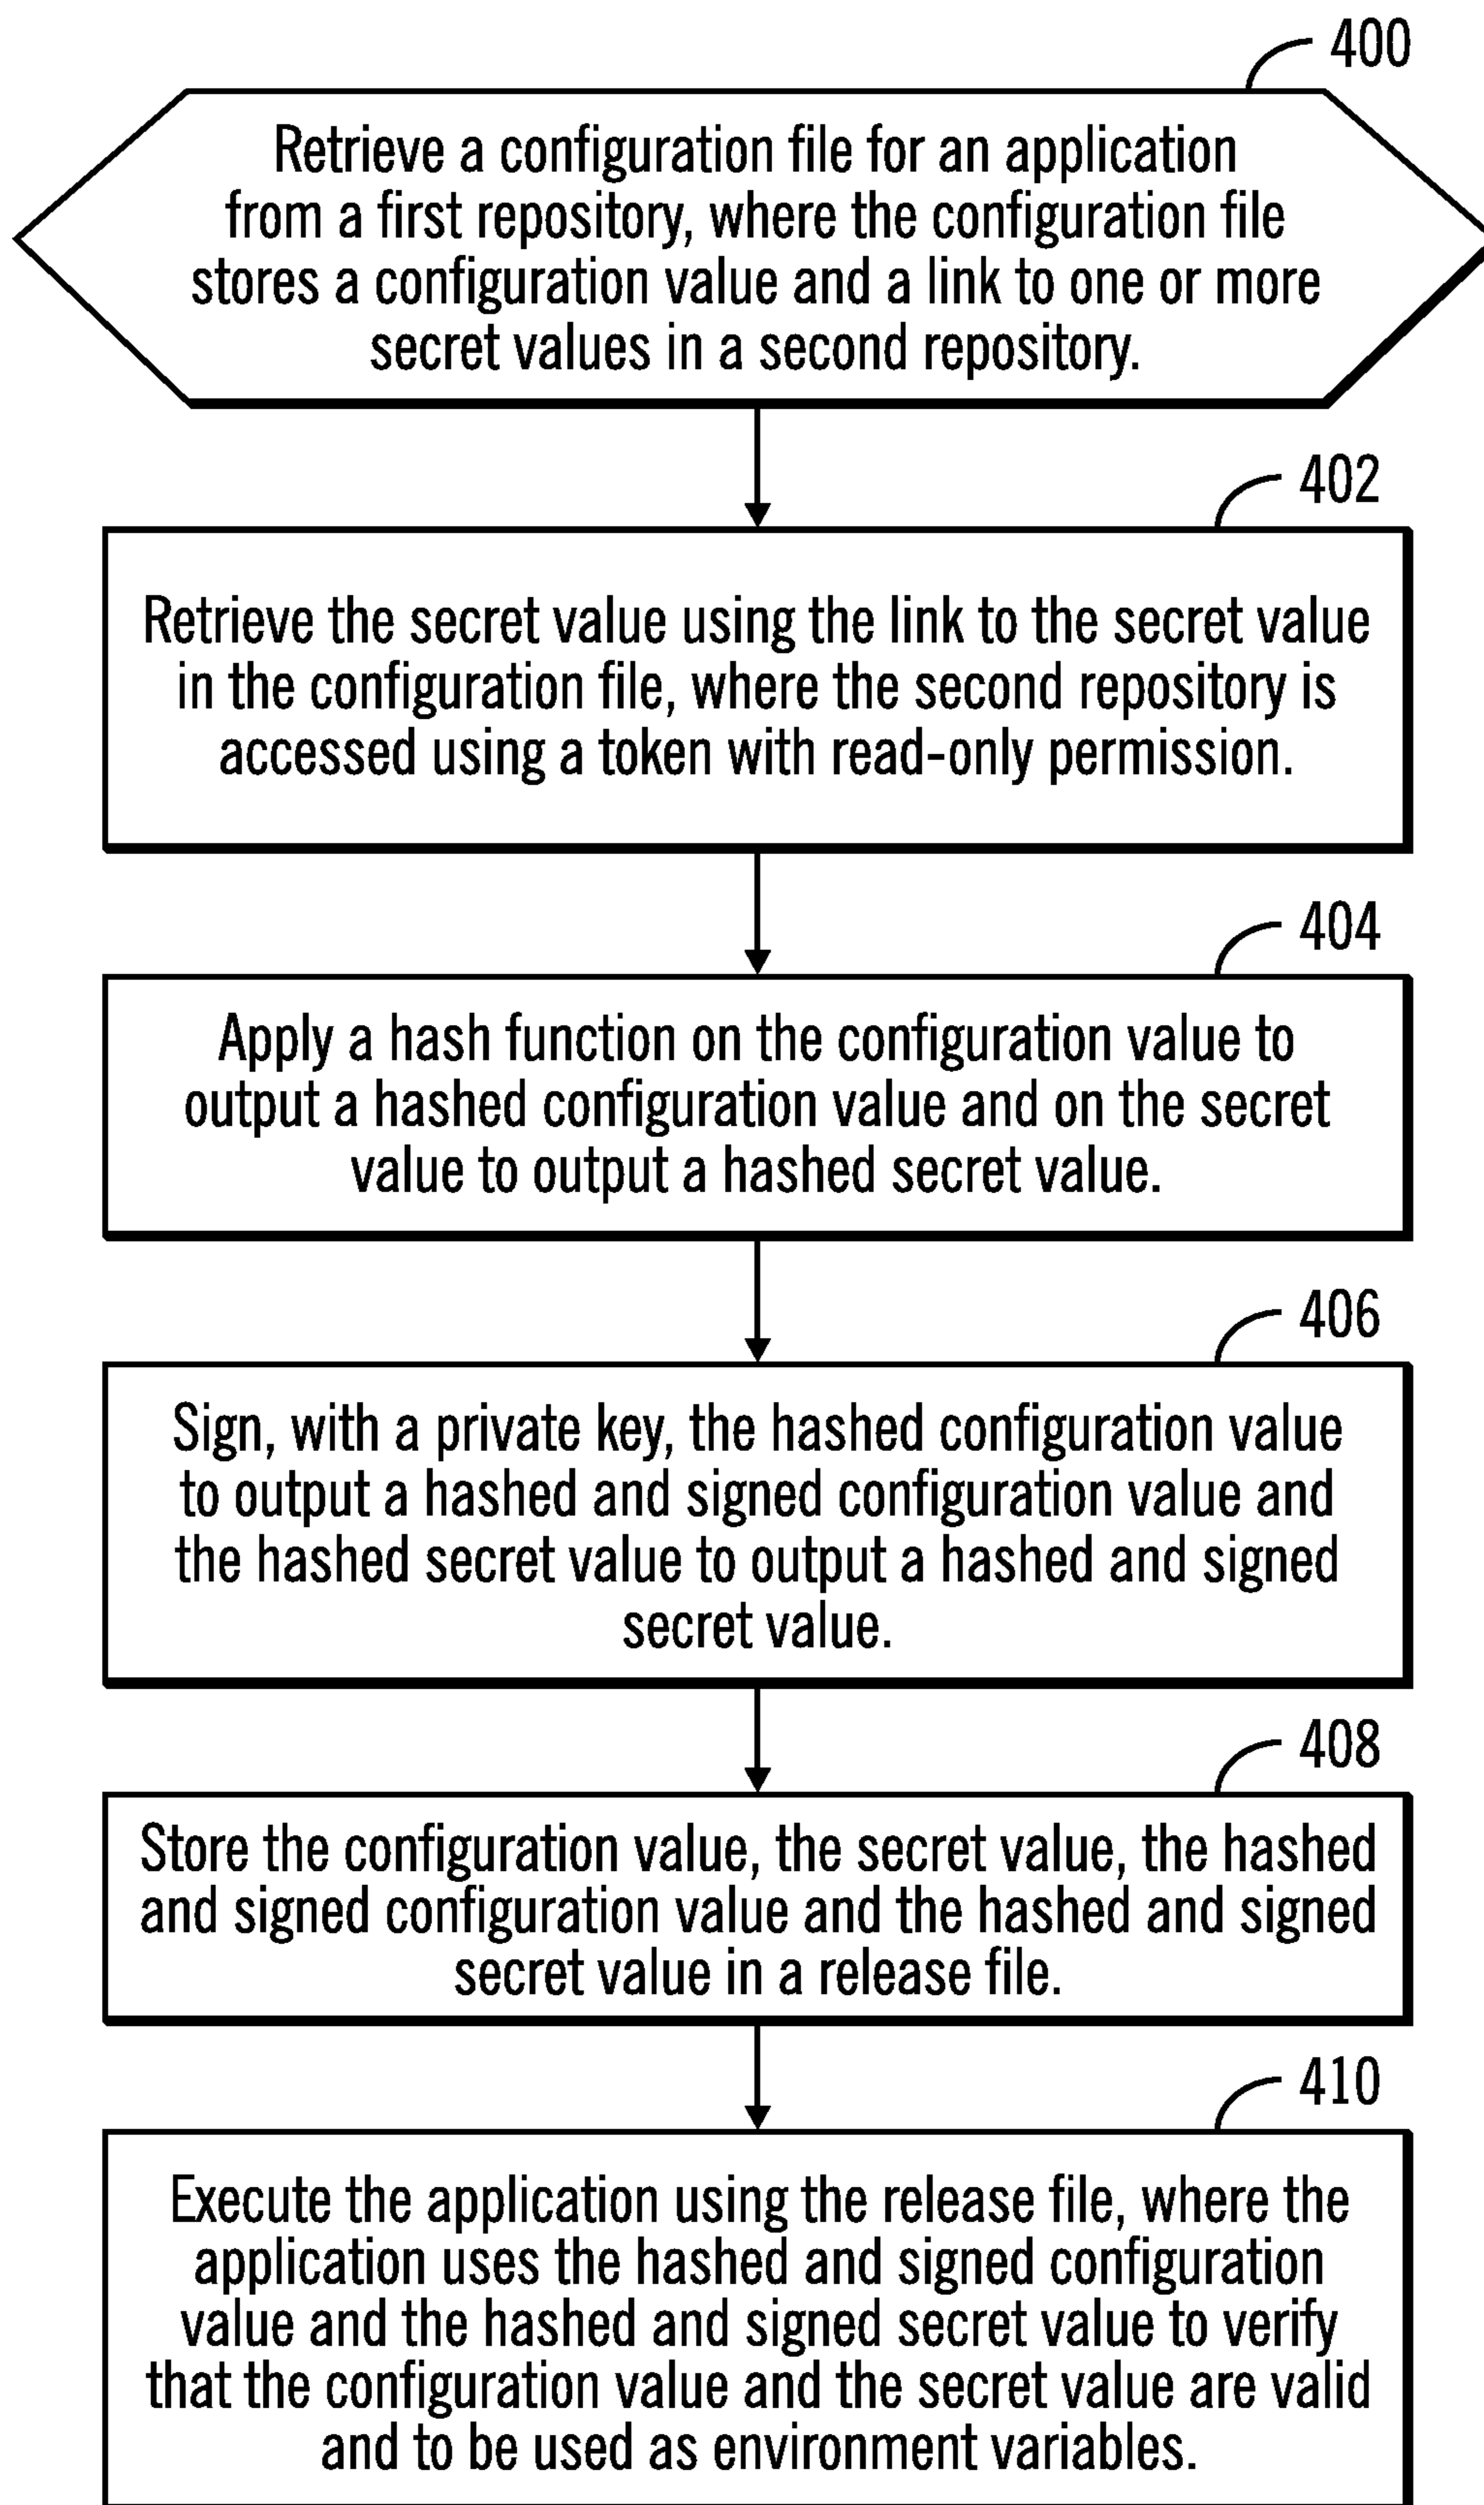 400
Retrieve a configuration file for an application
from a first repository, where the configuration file
stores a configuration value and a link to one or more
secret values in a second repository.
402
Retrieve the secret value using the link to the secret value
in the configuration file, where the second repository is
accessed using a token with read-only permission.
404
Apply a hash function on the configuration value to
output a hashed configuration value and on the secret
value to output a hashed secret value.
406
Sign, with a private key, the hashed configuration value
to output a hashed and signed configuration value and
the hashed secret value to output a hashed and signed
secret value.
408
Store the configuration value, the secret value, the hashed
and signed configuration value and the hashed and signed
secret value in a release file.
410
Execute the application using the release file, where the
application uses the hashed and signed configuration
value and the hashed and signed secret value to verify
that the configuration value and the secret value are valid
and to be used as environment variables.